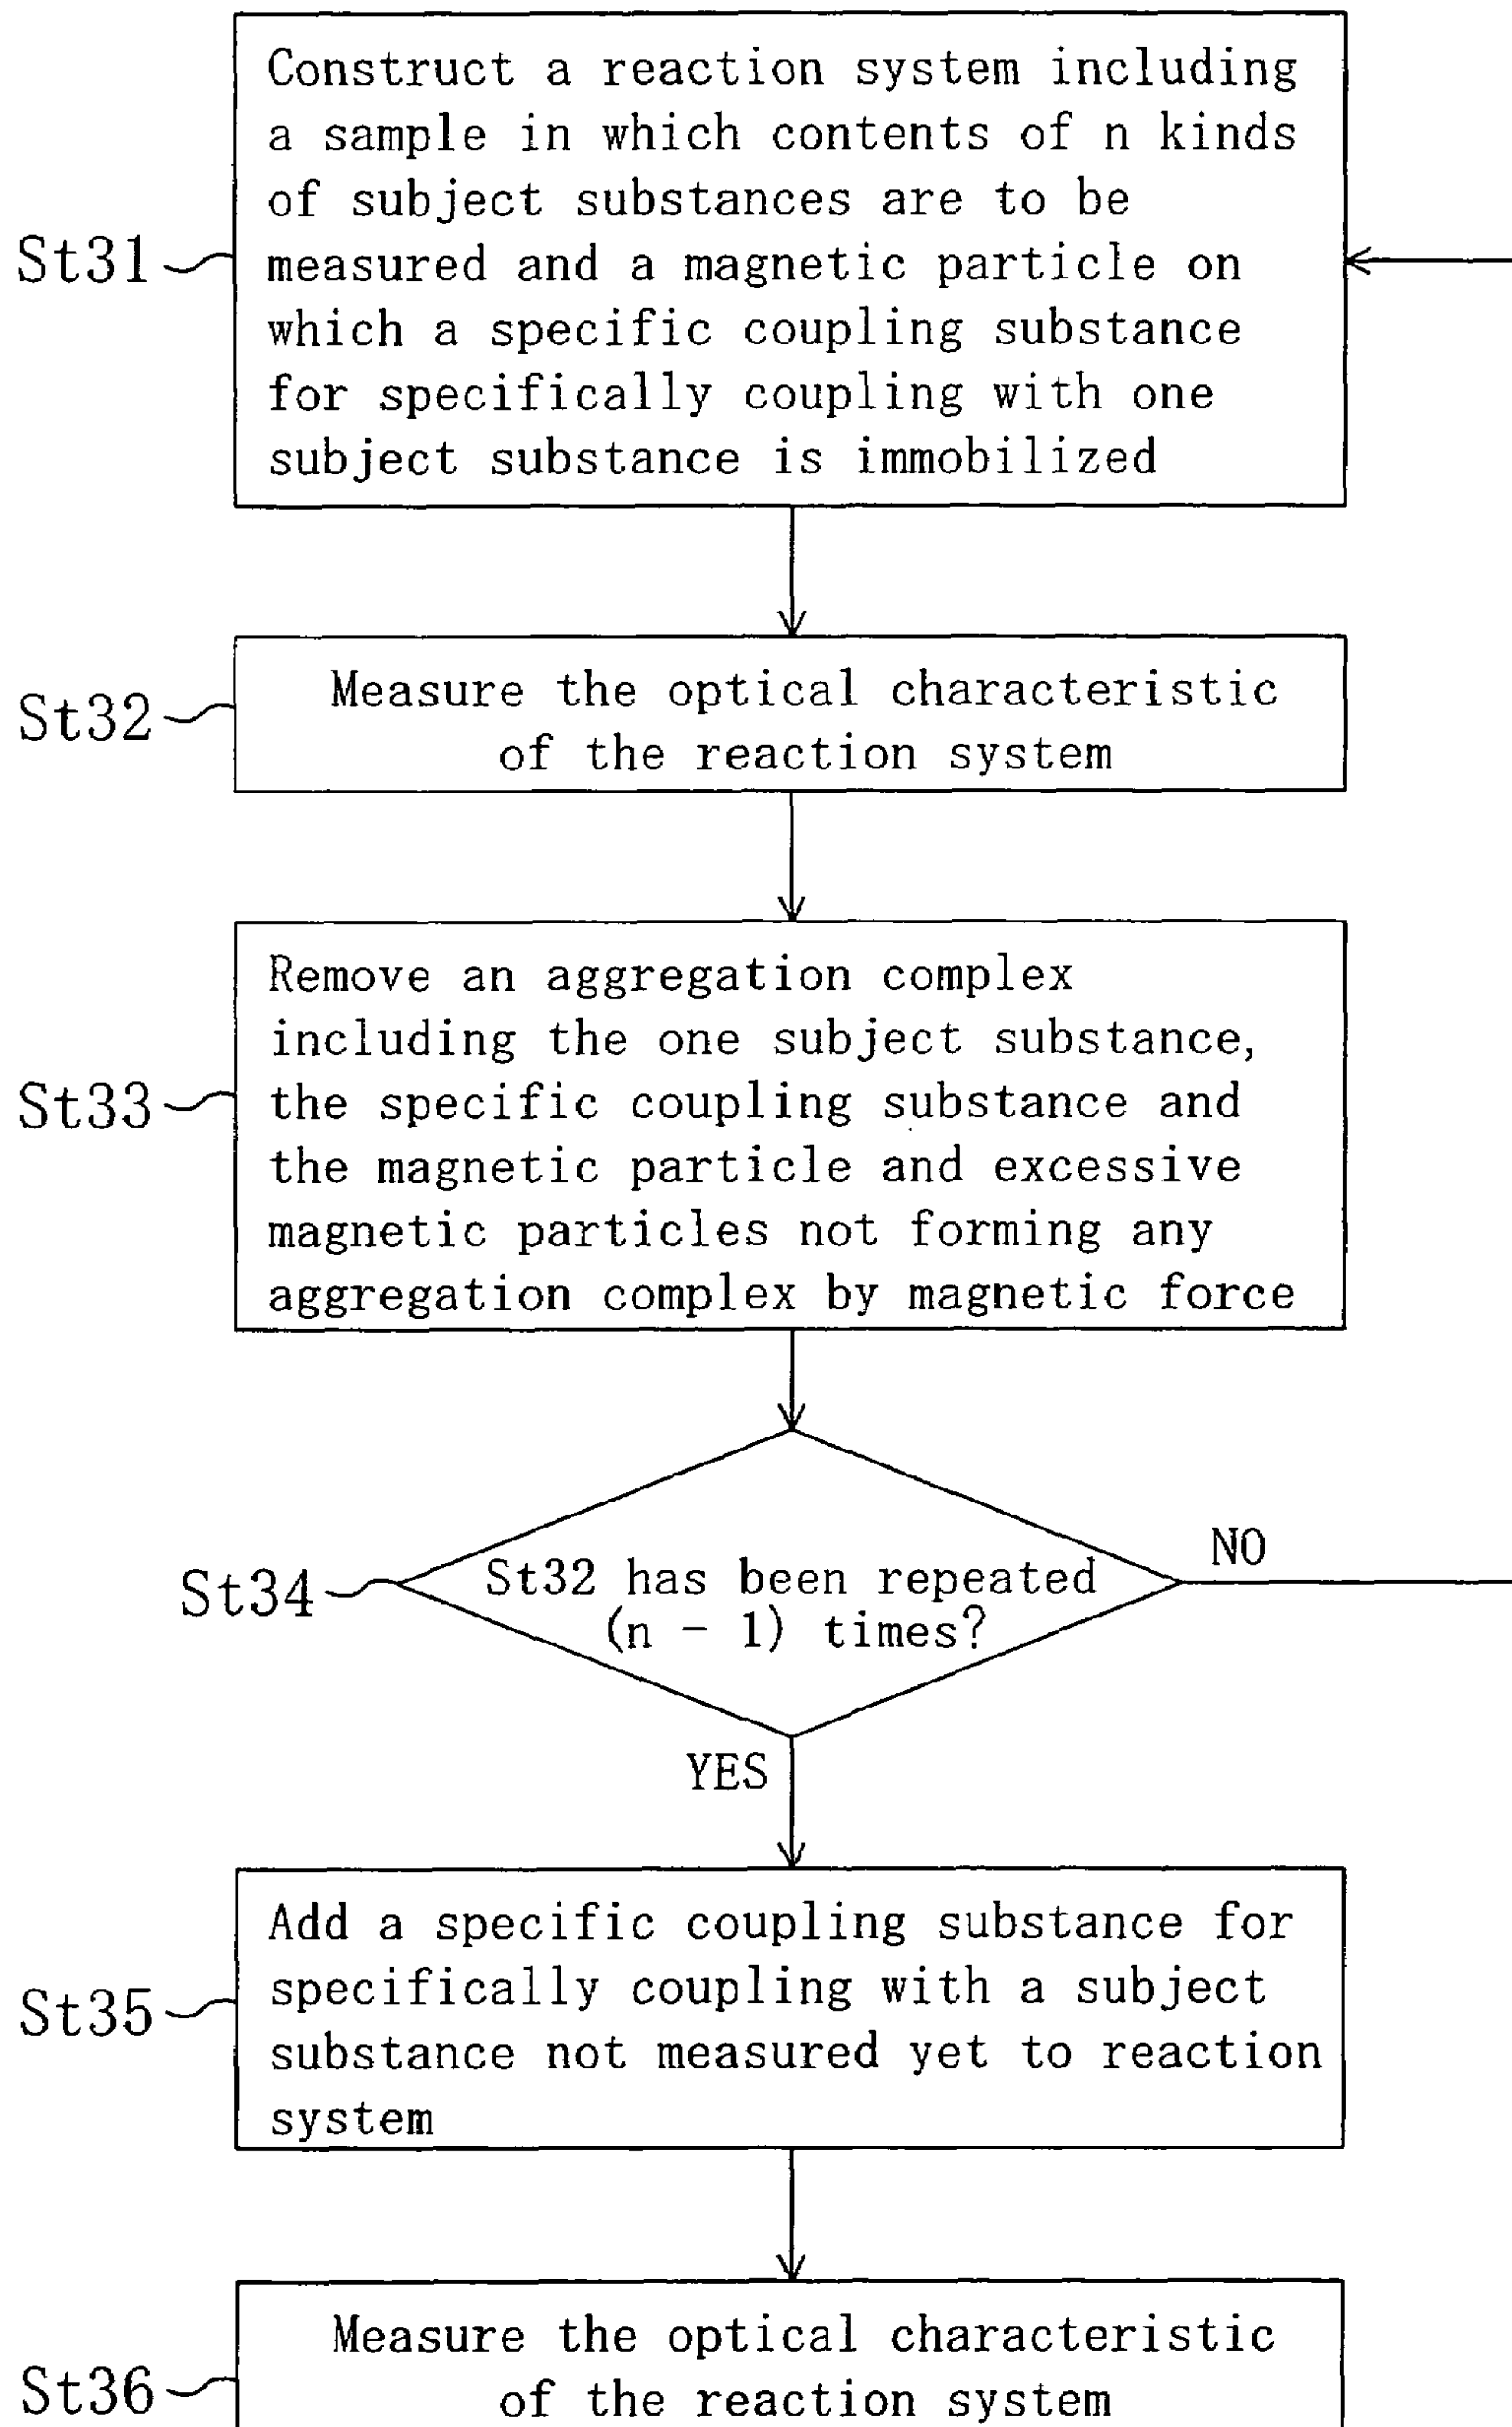 Construct a reaction system including
a sample in which contents of n kinds
of subject substances are to be
St31
measured and a magnetic particle on
which a specific coupling substance
for specifically coupling with one
subject substance is immobilized
St32
Measure the optical characteristic
of the reaction system
Remove an aggregation complex
including the one subject substance,
St33
the specific coupling substance and
the magnetic particle and excessive
magnetic particles not forming any
aggregation complex by magnetic force
NO
St34
St32 has been repeated
(n - 1) times?
YES
Add a specific coupling substance for
specifically coupling with a subject
St35
substance not measured yet to reaction
system
Measure the optical characteristic
St36
of the reaction system